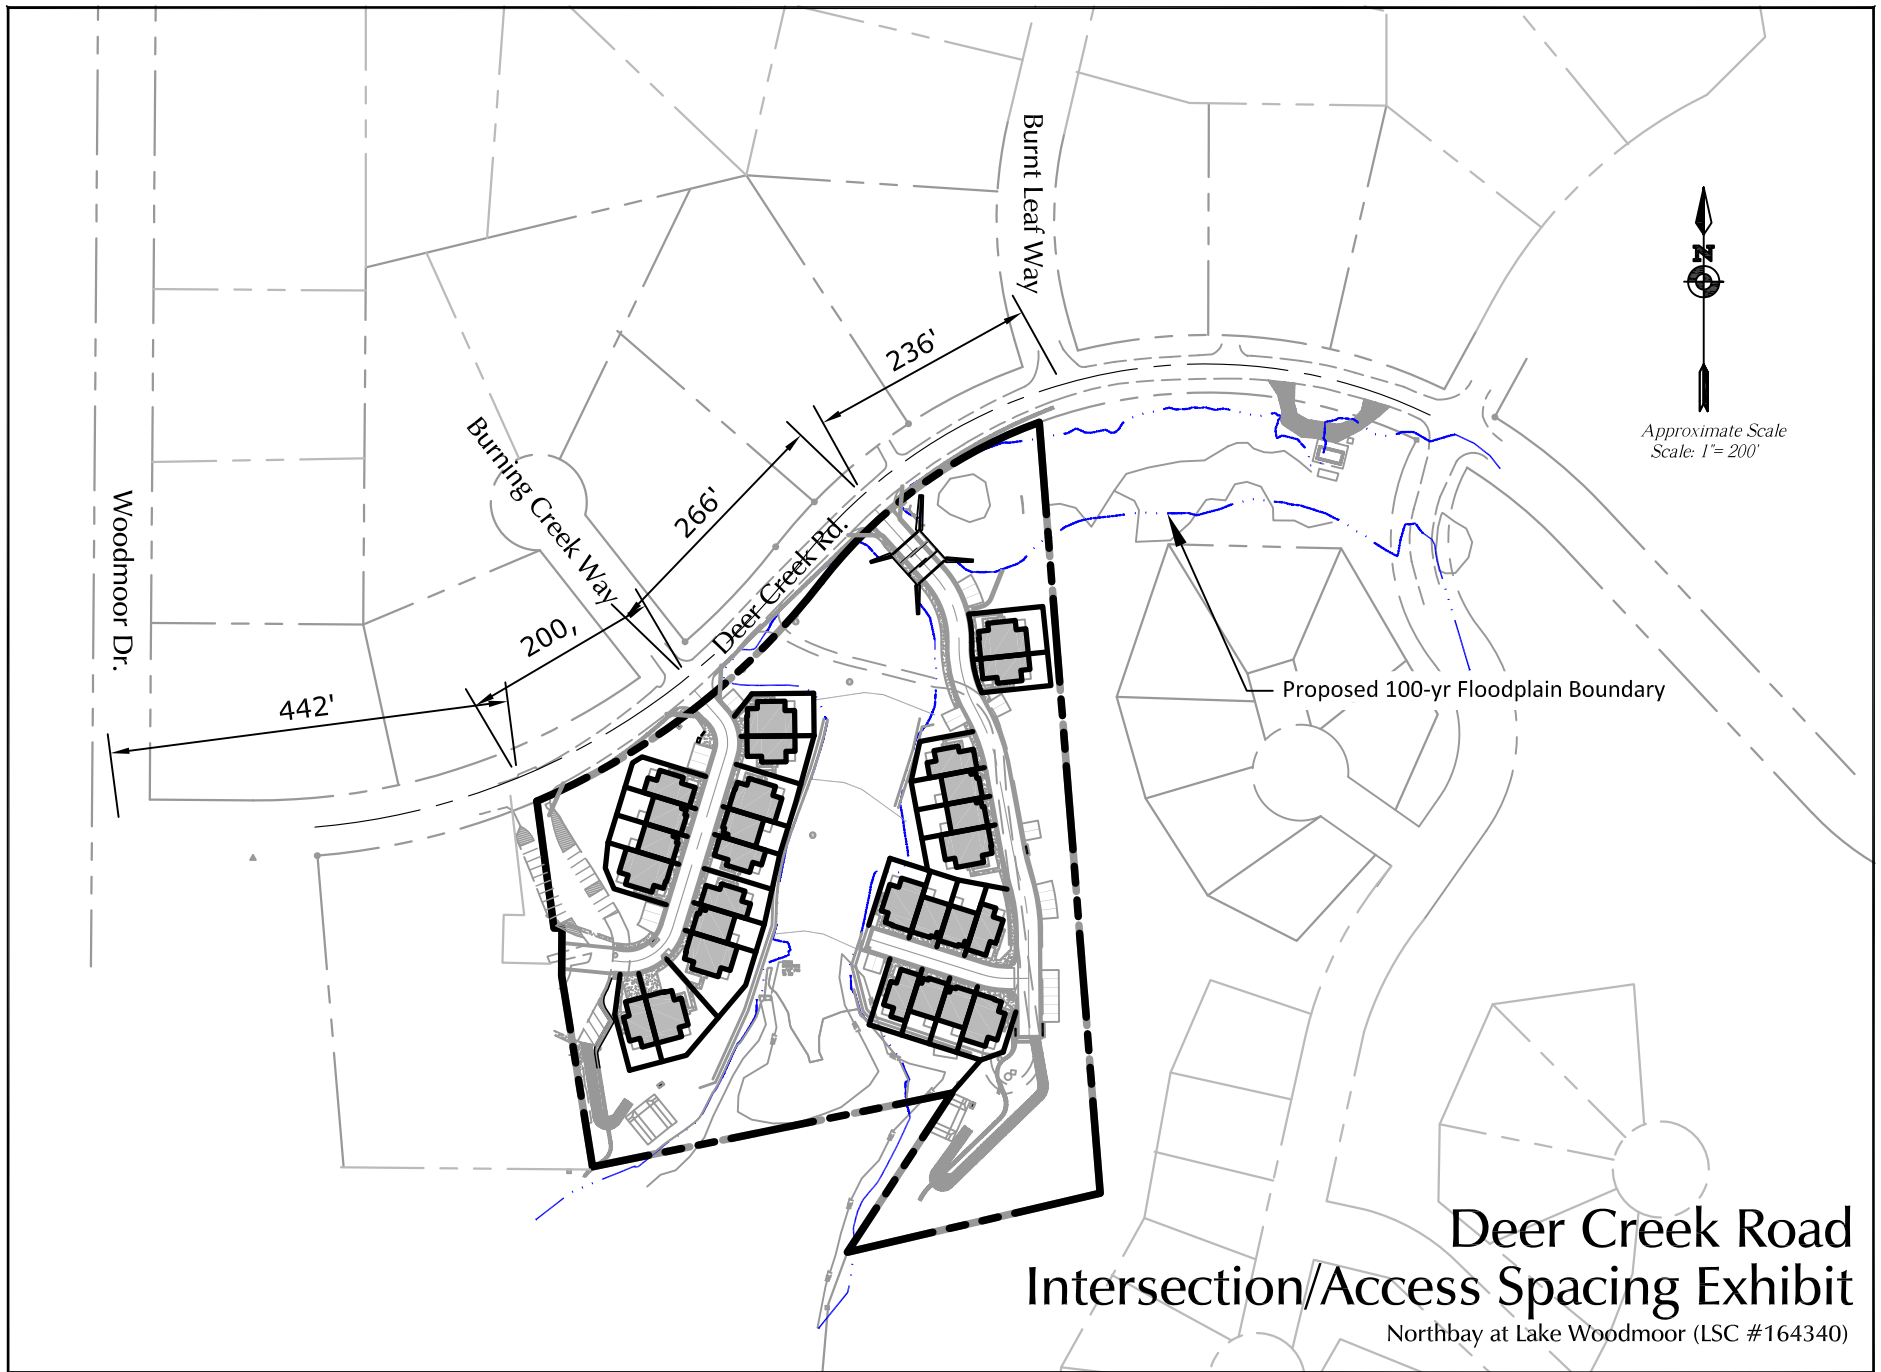 Burnt Leaf Way
N
Approximate Scale
Scale: 1"= 200'
236'
266'
Burning Creek Way
Deer Creek Rd.
200,
442'
Woodmoor Dr.
Proposed 100-yr Floodplain Boundary
Deer Creek Road
Intersection/Access Spacing Exhibit
Northbay at Lake Woodmoor (LSC #164340)